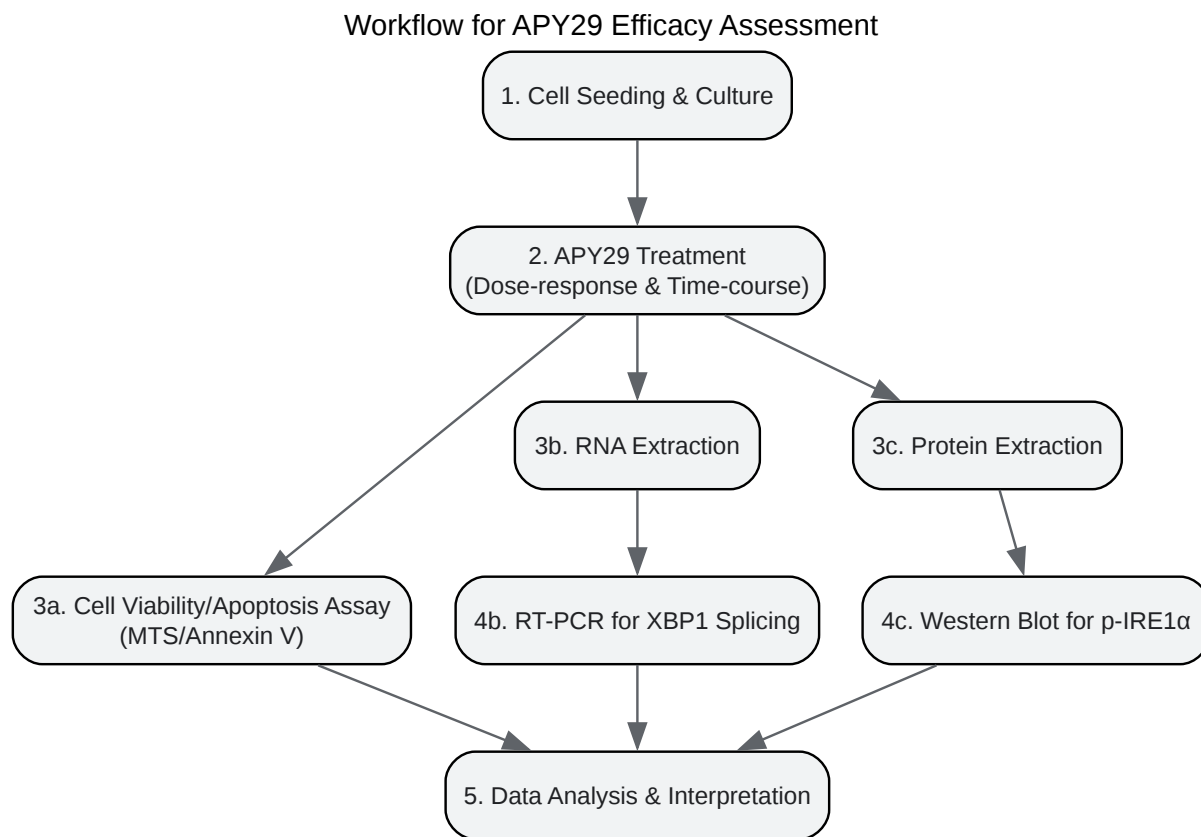 Workflow for APY29 Efficacy Assessment
1. Cell Seeding & Culture
2. APY29 Treatment
(Dose-response & Time-course)
3b. RNA Extraction
3c. Protein Extraction
3a. Cell Viability/Apoptosis Assay
(MTS/Annexin V)
4b. RT-PCR for XBP1 Splicing
4c. Western Blot for p-IRE1α
5. Data Analysis & Interpretation